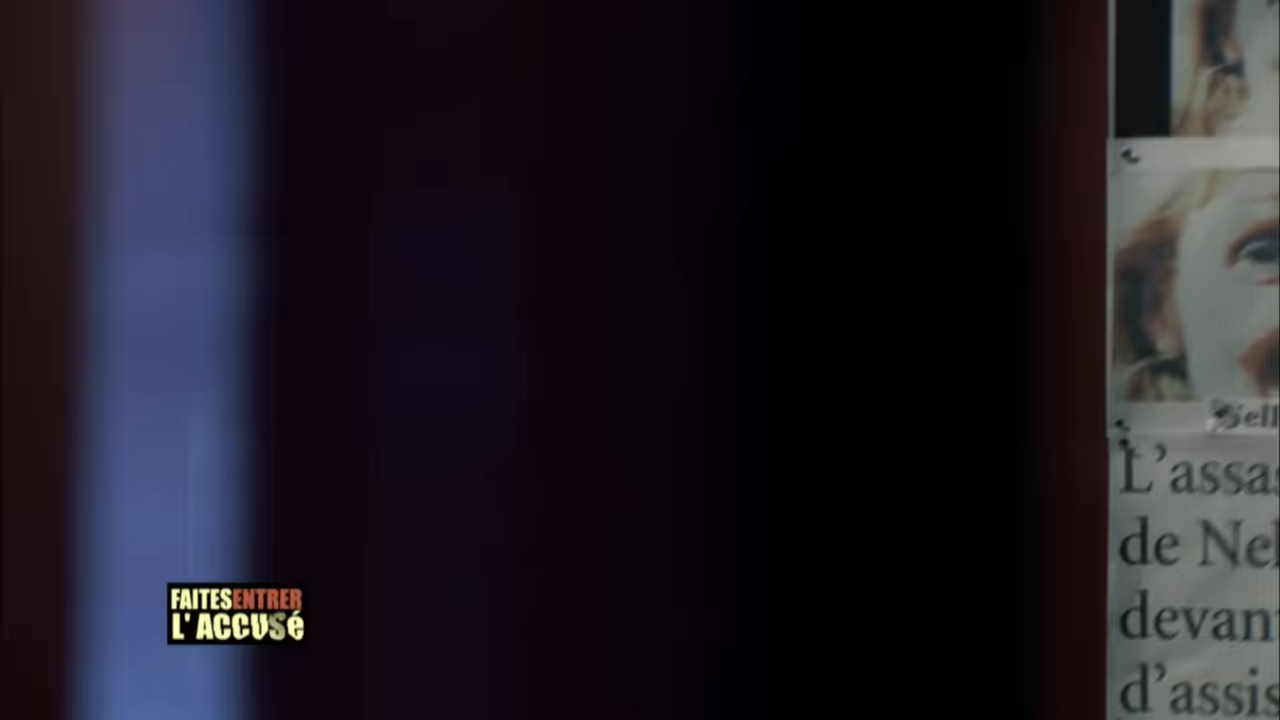 FAITES ENTRER
L'ACCUSé
L'assas
de Nel
devant
d'assis